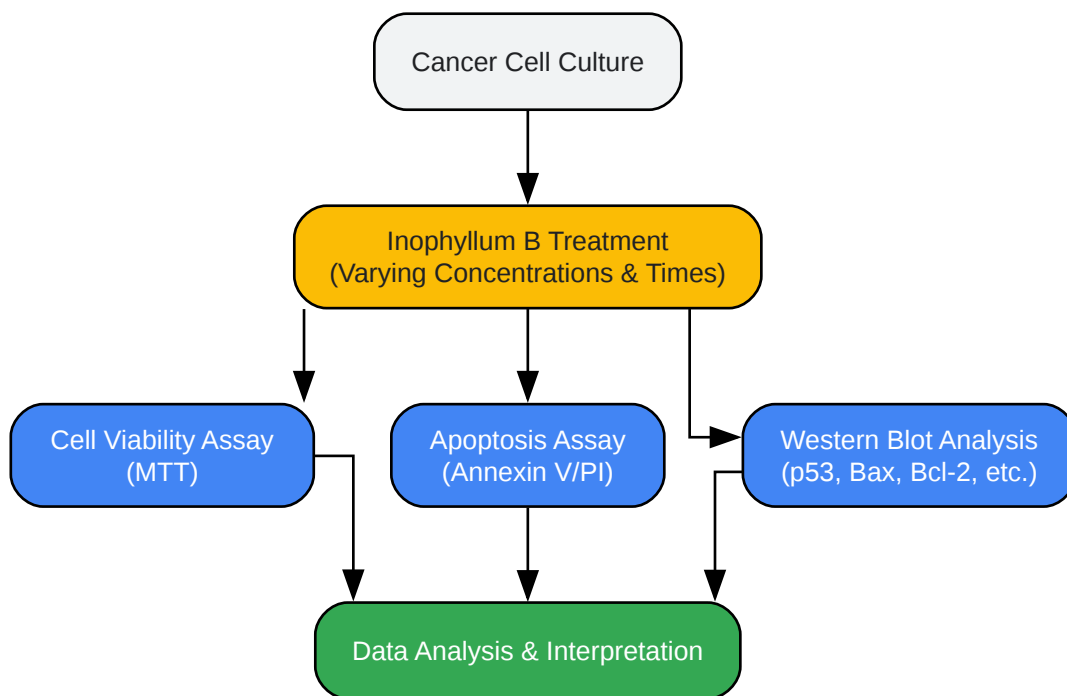 Cancer Cell Culture
Inophyllum B Treatment
(Varying Concentrations & Times)
Cell Viability Assay
(MTT)
Apoptosis Assay
(Annexin V/PI)
Western Blot Analysis
(p53, Bax, Bcl-2, etc.)
Data Analysis & Interpretation